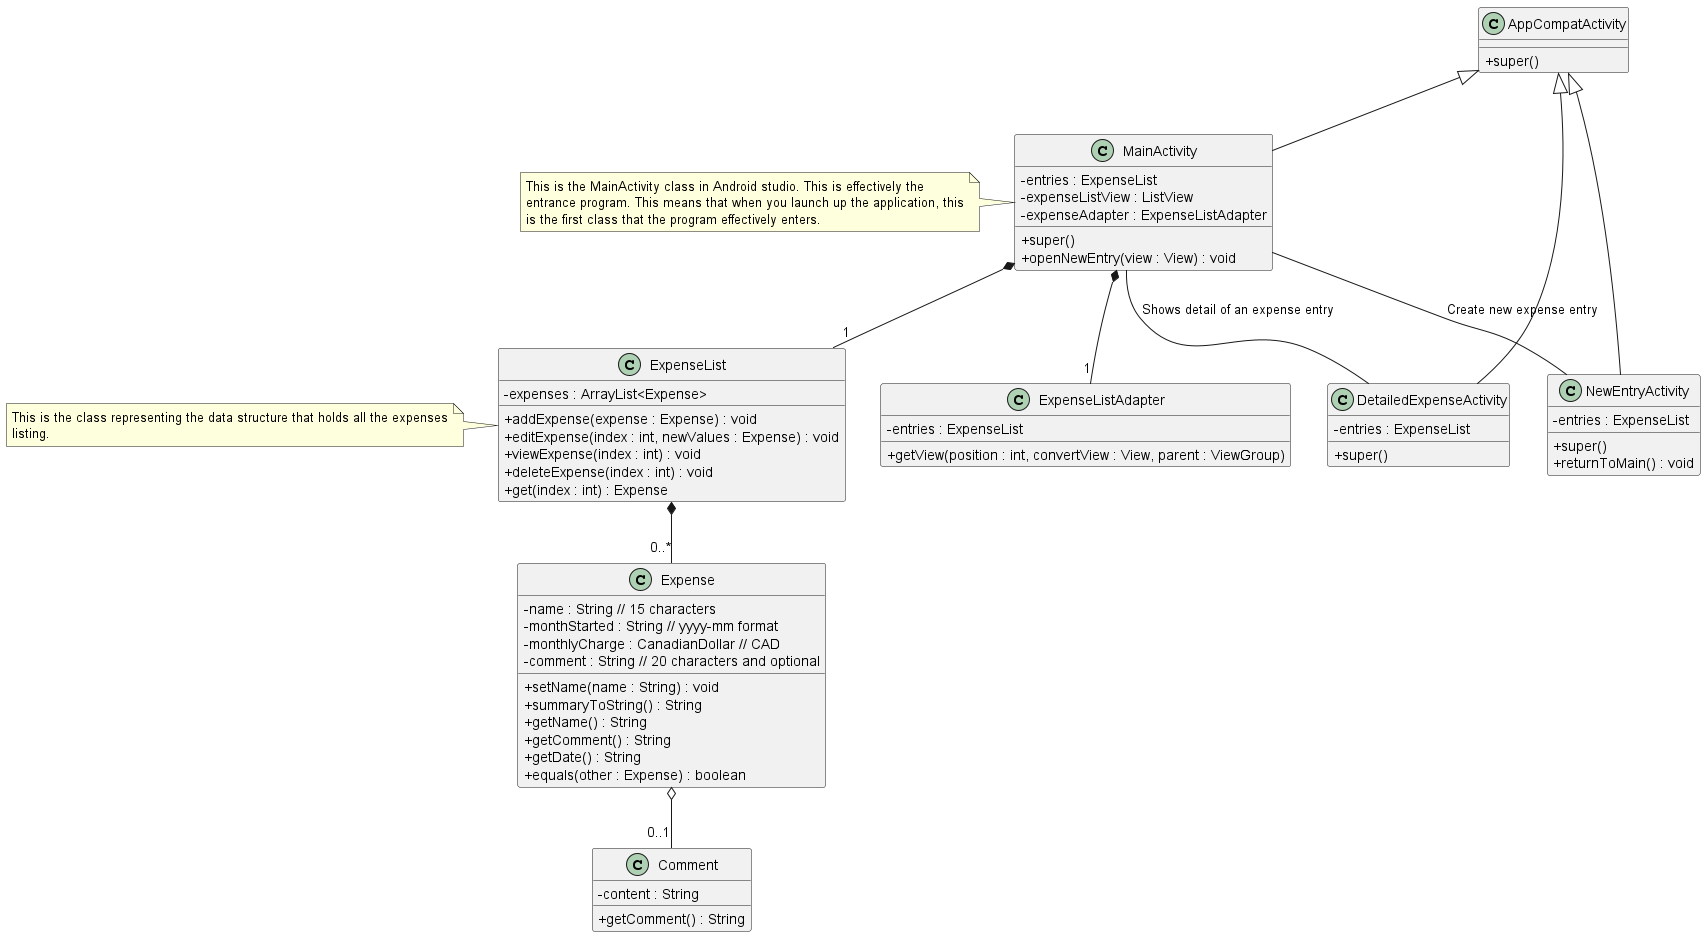 C AppCompatActivity
+super()
C MainActivity
-entries : ExpenseList
-expenseListView : ListView
-expenseAdapter : ExpenseListAdapter
+super()
+openNewEntry(view : View) : void
This is the MainActivity class in Android studio. This is effectively the
entrance program. This means that when you launch up the application, this
is the first class that the program effectively enters.
Shows detail of an expense entry
Create new expense entry
1
1
C ExpenseList
-expenses : ArrayList<Expense>
+addExpense(expense : Expense) : void
+editExpense(index : int, newValues : Expense) : void
+viewExpense(index : int) : void
+deleteExpense(index : int) : void
+get(index : int) : Expense
This is the class representing the data structure that holds all the expenses
listing.
C ExpenseListAdapter
-entries : ExpenseList
+getView(position : int, convertView : View, parent : ViewGroup)
C DetailedExpenseActivity
-entries : ExpenseList
+super()
C NewEntryActivity
-entries : ExpenseList
+super()
+returnToMain() : void
0..*
C Expense
-name : String // 15 characters
-monthStarted : String // yyyy-mm format
-monthlyCharge : CanadianDollar // CAD
-comment : String // 20 characters and optional
+setName(name : String) : void
+summaryToString() : String
+getName() : String
+getComment() : String
+getDate() : String
+equals(other : Expense) : boolean
0..1
C Comment
-content : String
+getComment() : String